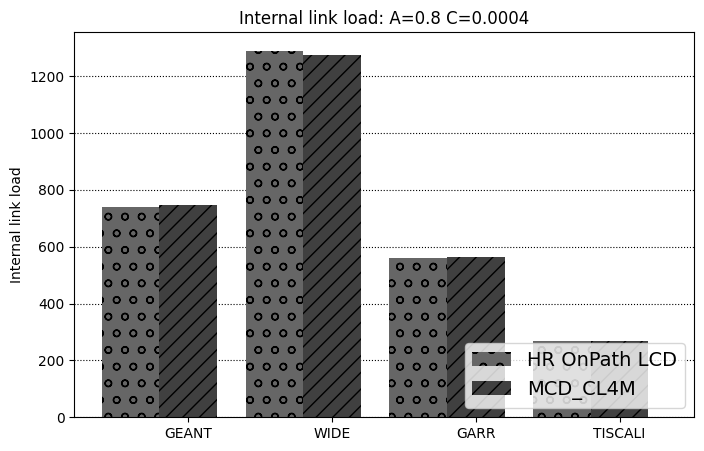 Internal link load: A=0.8 C=0.0004
Internal link load
1200
1000
800
600
400
200
0
HR OnPath LCD
MCD_CL4M
GEANT
WIDE
GARR
TISCALI